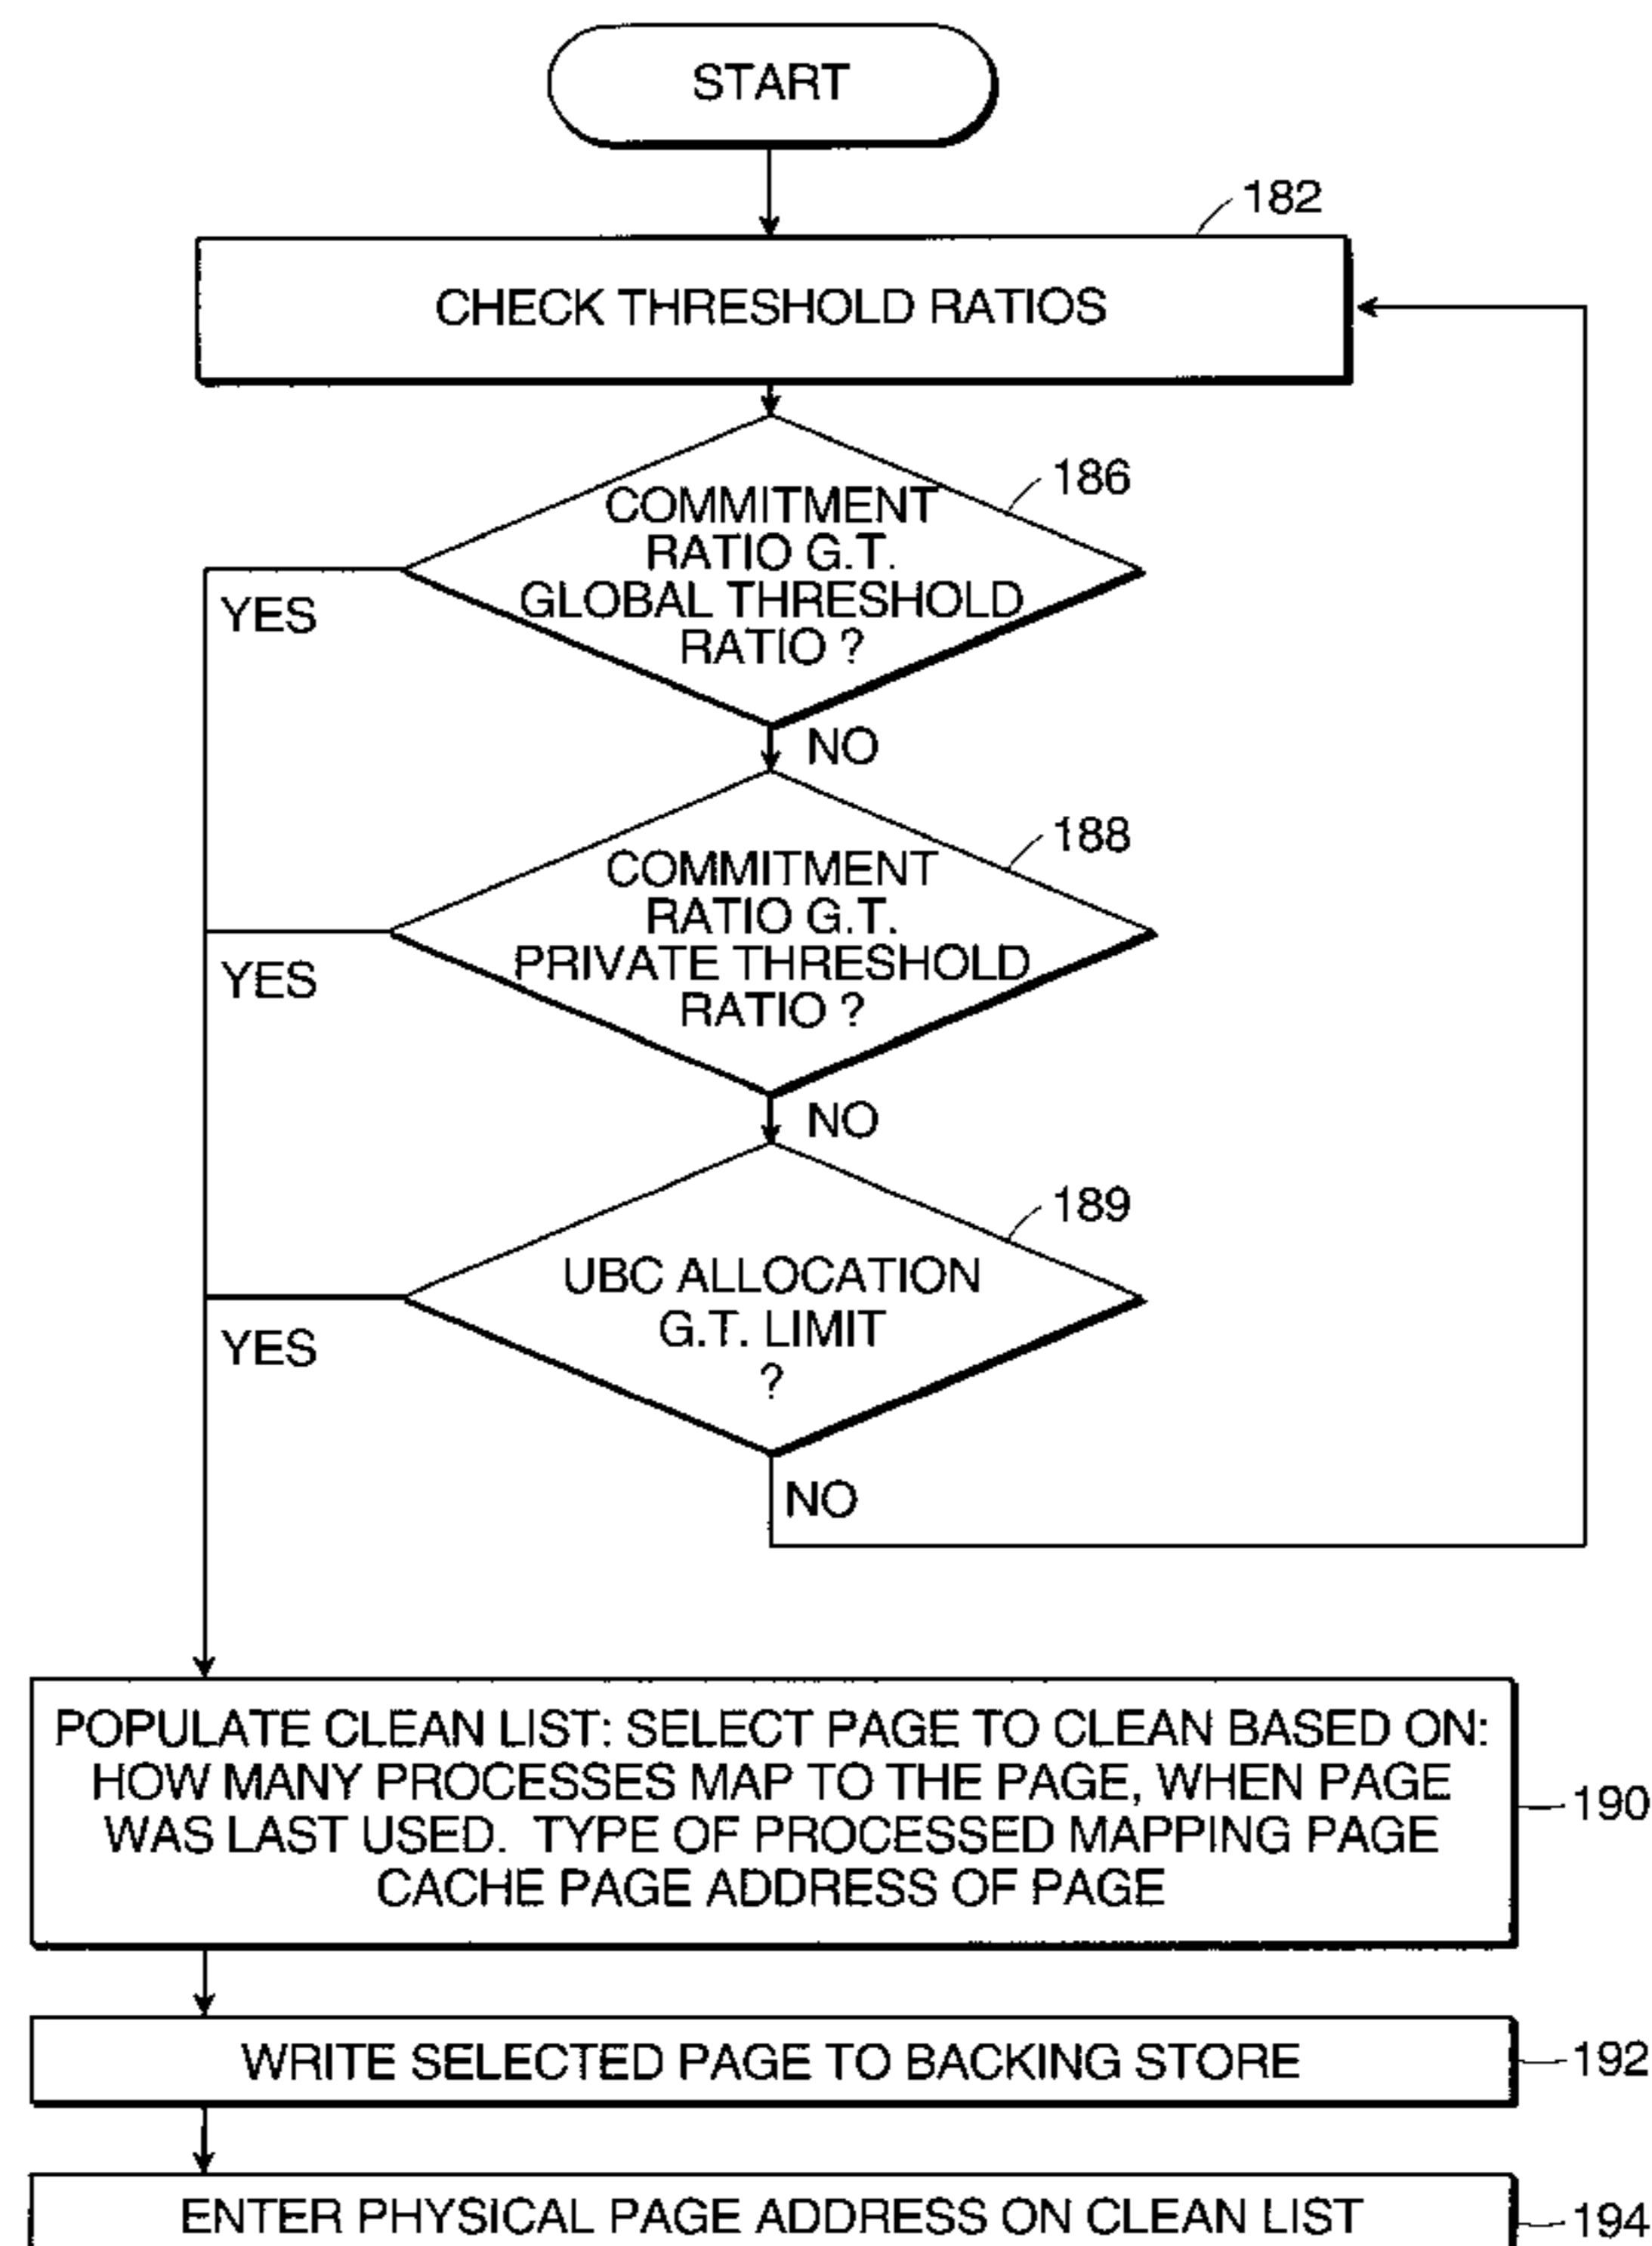 START
182
CHECK THRESHOLD RATIOS
186
COMMITMENT
RATIO G.T.
GLOBAL THRESHOLD
RATIO ?
YES
NO
188
COMMITMENT
RATIO G.T.
PRIVATE THRESHOLD
RATIO ?
YES
NO
189
UBC ALLOCATION
G.T. LIMIT
?
YES
NO
POPULATE CLEAN LIST: SELECT PAGE TO CLEAN BASED ON:
HOW MANY PROCESSES MAP TO THE PAGE, WHEN PAGE
WAS LAST USED. TYPE OF PROCESSED MAPPING PAGE
CACHE PAGE ADDRESS OF PAGE
190
WRITE SELECTED PAGE TO BACKING STORE
192
ENTER PHYSICAL PAGE ADDRESS ON CLEAN LIST
194